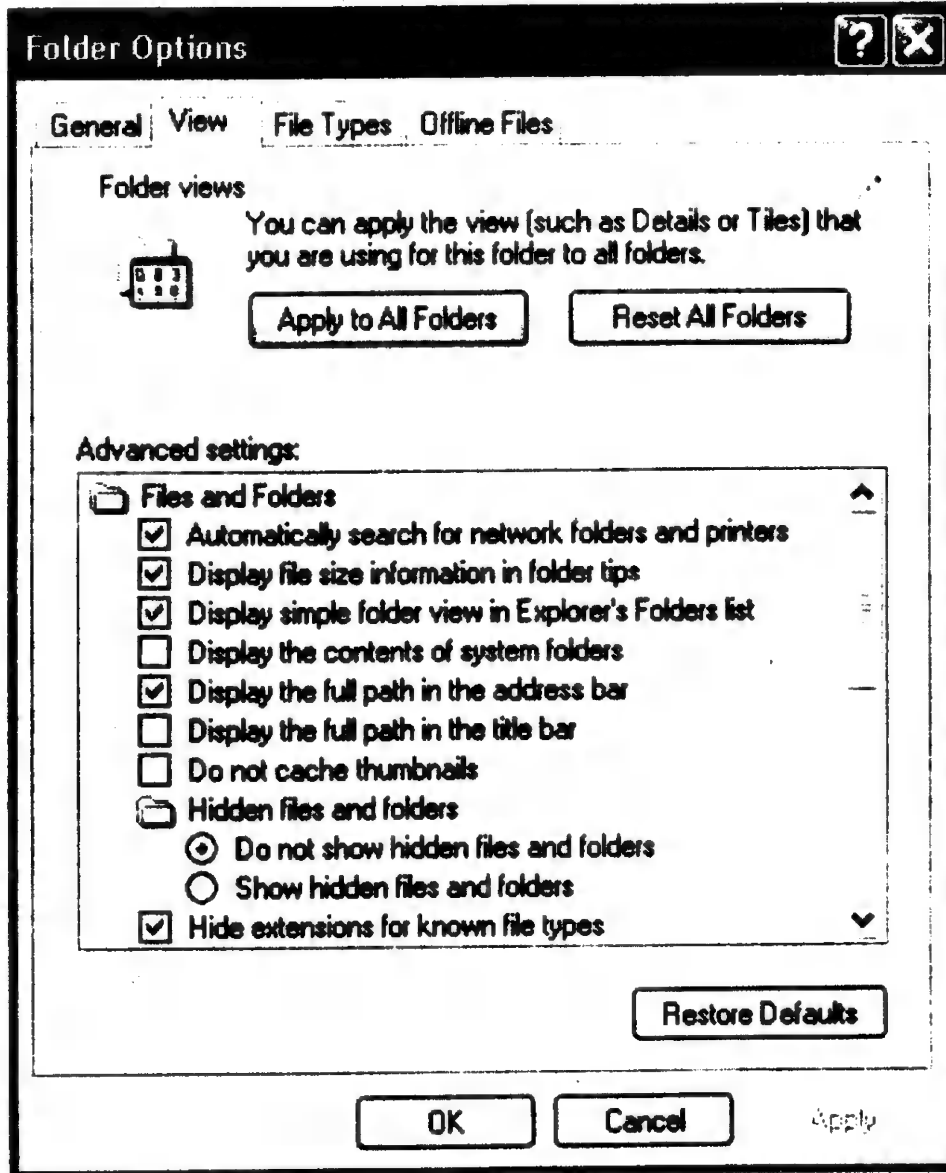 Folder Options
General View File Types Offline Files
Folder views
You can apply the view (such as Details or Tiles) that
you are using for this folder to all folders.
Apply to All Folders Reset All Folders
Advanced settings:
Files and Folders
Automatically search for network folders and printers
Display file size information in folder tips
Display simple folder view in Explorer's Folders list
Display the contents of system folders
Display the full path in the address bar
Display the full path in the title bar
Do not cache thumbnails
Hidden files and folders
Do not show hidden files and folders
Show hidden files and folders
Hide extensions for known file types
Restore Defaults
OK Cancel Apply